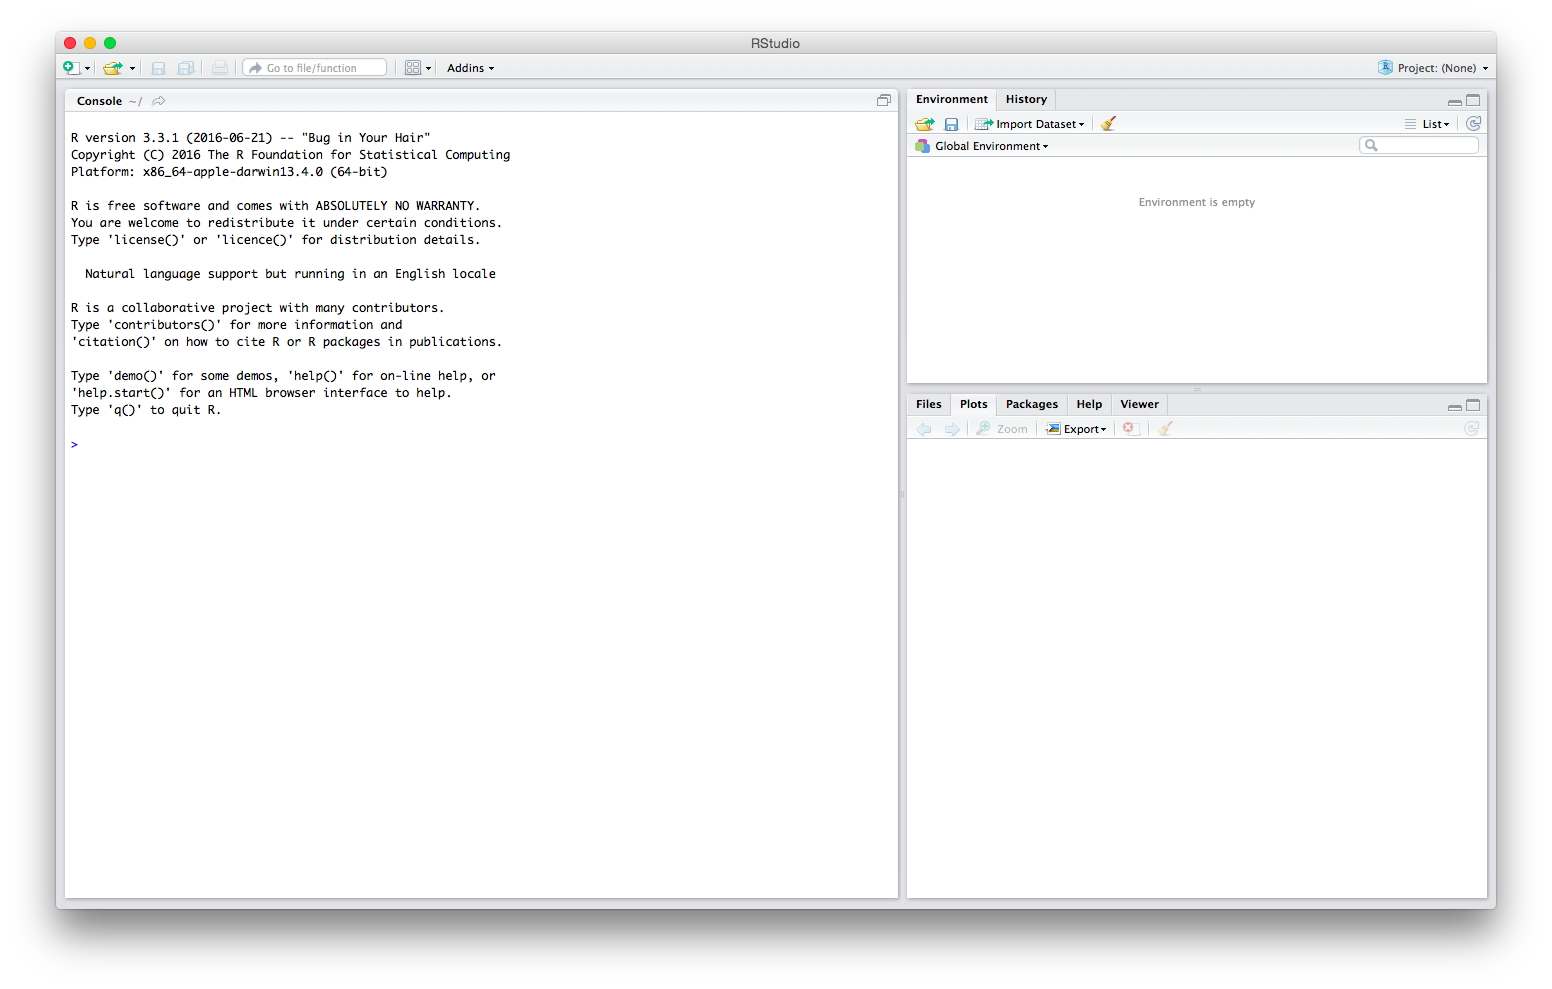 RStudio
Go to file/function
Addins
Project: (None)
Console ~/
R version 3.3.1 (2016-06-21) -- "Bug in Your Hair"
Copyright (C) 2016 The R Foundation for Statistical Computing
Platform: x86_64-apple-darwin13.4.0 (64-bit)
R is free software and comes with ABSOLUTELY NO WARRANTY.
You are welcome to redistribute it under certain conditions.
Type 'license()' or 'licence()' for distribution details.
Natural language support but running in an English locale
R is a collaborative project with many contributors.
Type 'contributors()' for more information and
'citation()' on how to cite R or R packages in publications.
Type 'demo()' for some demos, 'help()' for on-line help, or
'help.start()' for an HTML browser interface to help.
Type 'q()' to quit R.
>
Environment History
Import Dataset List
Global Environment
Environment is empty
Files Plots Packages Help Viewer
Zoom Export